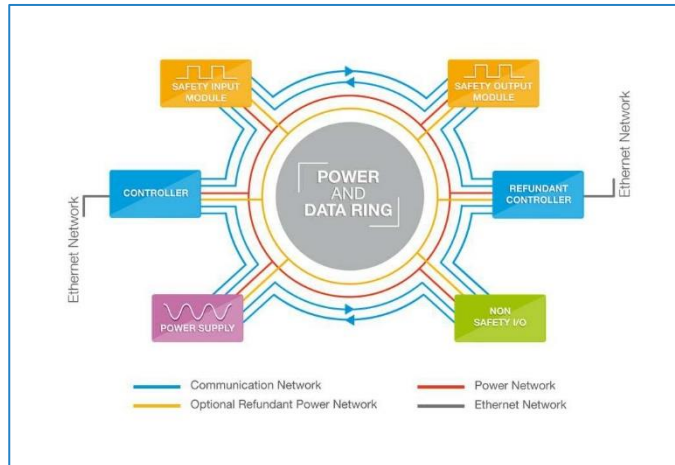 SAFETY INPUT
MODULE
SAFETY OUTPUT
MODULE
Ethernet Network
CONTROLLER
POWER
AND
DATA RING
REFUNDANT
CONTROLLER
Ethernet Network
POWER SUPPLY
NON
SAFETY I/O
Communication Network
Power Network
Optional Refundant Power Network
Ethernet Network